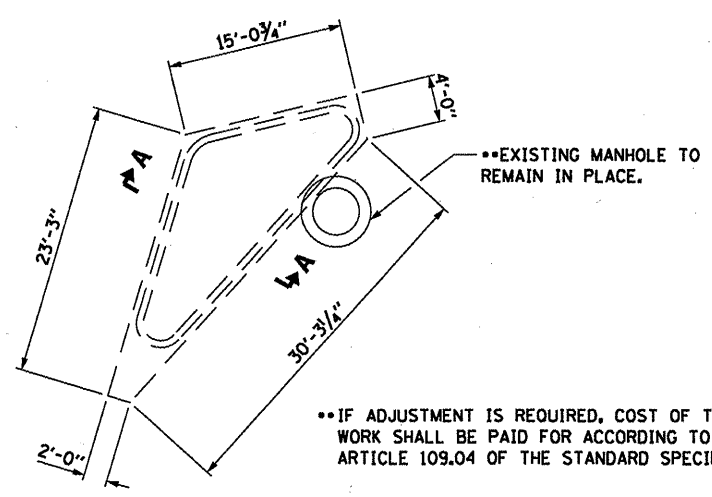 15'-0¾"
4'-0"
A
••EXISTING MANHOLE TO
REMAIN IN PLACE.
23'-3"
A
30'-3¼"
••IF ADJUSTMENT IS REQUIRED, COST OF
WORK SHALL BE PAID FOR ACCORDING TO
ARTICLE 109.04 OF THE STANDARD
2'-0"